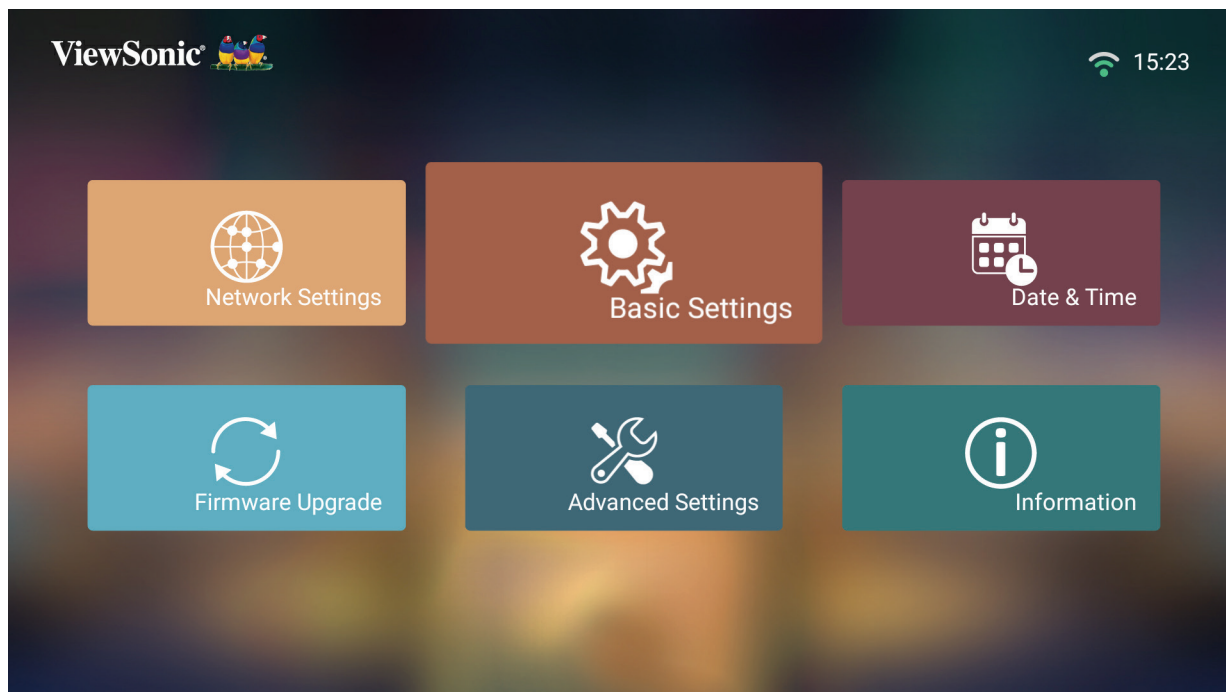 ViewSonic®
15:23
Network Settings
Basic Settings
Date & Time
Firmware Upgrade
Advanced Settings
Information